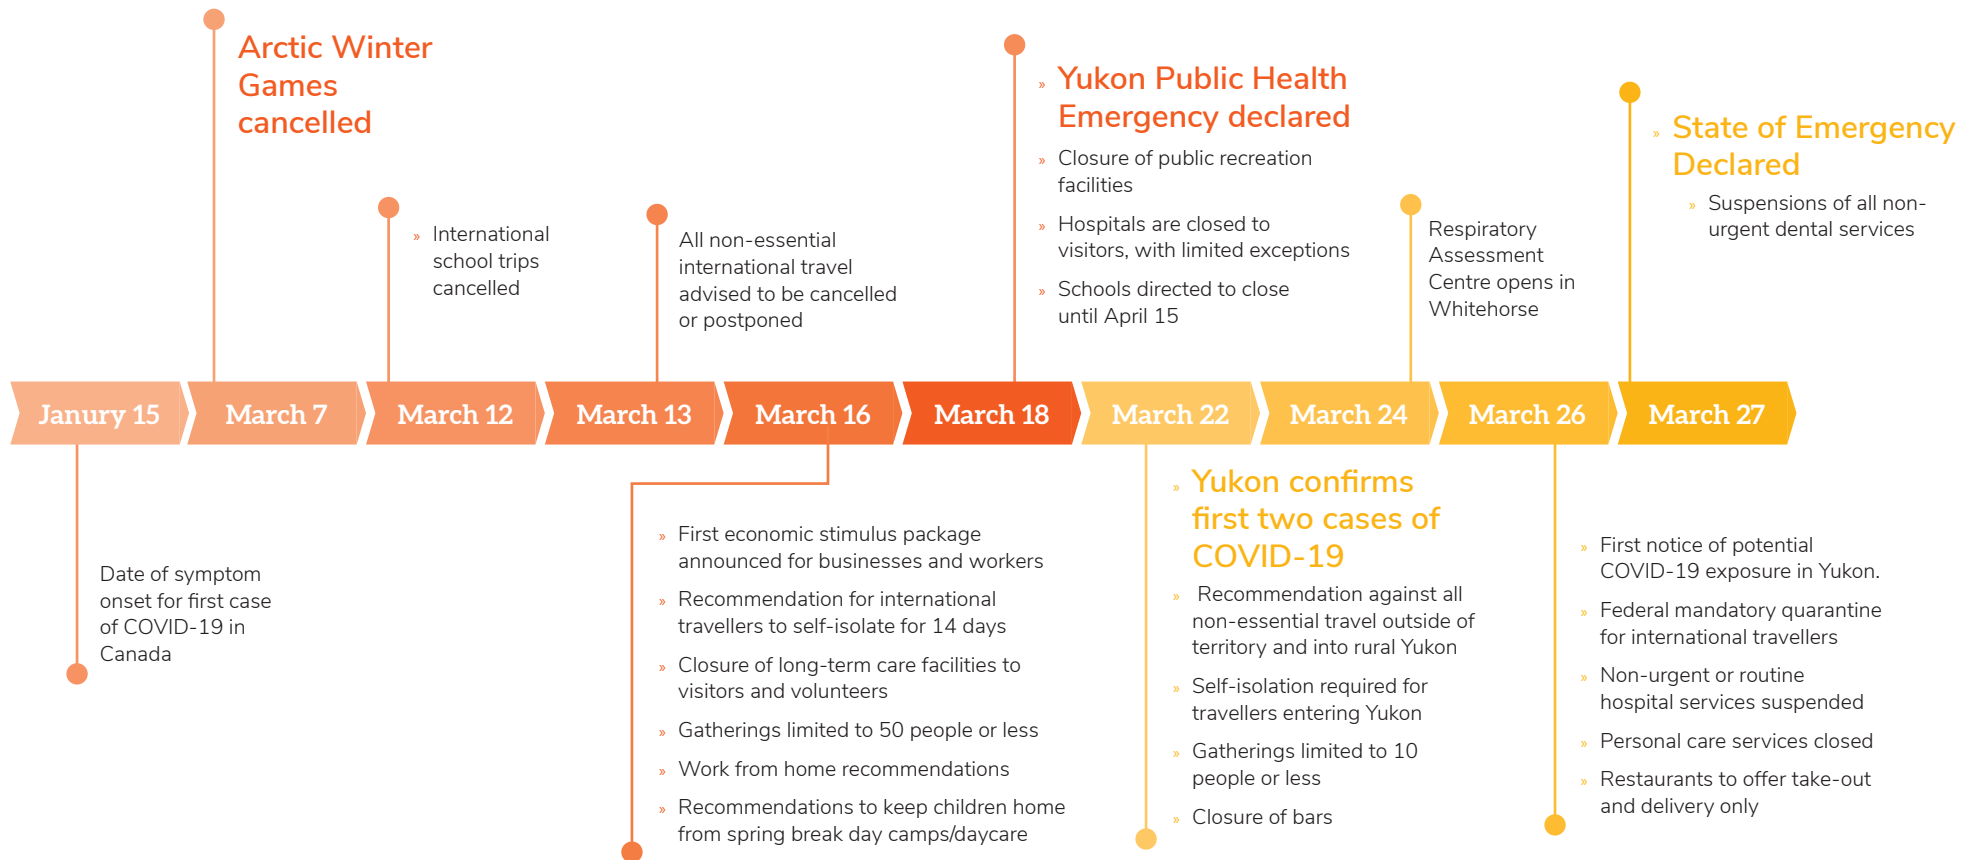 Arctic Winter
Games
cancelled
» International
school trips
cancelled
All non-essential
international travel
advised to be cancelled
or postponed
» Yukon Public Health
Emergency declared
» Closure of public recreation
facilities
» Hospitals are closed to
visitors, with limited exceptions
» Schools directed to close
until April 15
Respiratory
Assessment
Centre opens in
Whitehorse
» State of Emergency
Declared
» Suspensions of all non-
urgent dental services
Janury 15
March 7
March 12
March 13
March 16
March 18
March 22
March 24
March 26
March 27
Date of symptom
onset for first case
of COVID-19 in
Canada
» First economic stimulus package
announced for businesses and workers
» Recommendation for international
travellers to self-isolate for 14 days
» Closure of long-term care facilities to
visitors and volunteers
» Gatherings limited to 50 people or less
» Work from home recommendations
» Recommendations to keep children home
from spring break day camps/daycare
» Yukon confirms
first two cases of
COVID-19
» Recommendation against all
non-essential travel outside of
territory and into rural Yukon
» Self-isolation required for
travellers entering Yukon
» Gatherings limited to 10
people or less
» Closure of bars
» First notice of potential
COVID-19 exposure in Yukon.
» Federal mandatory quarantine
for international travellers
» Non-urgent or routine
hospital services suspended
» Personal care services closed
» Restaurants to offer take-out
and delivery only